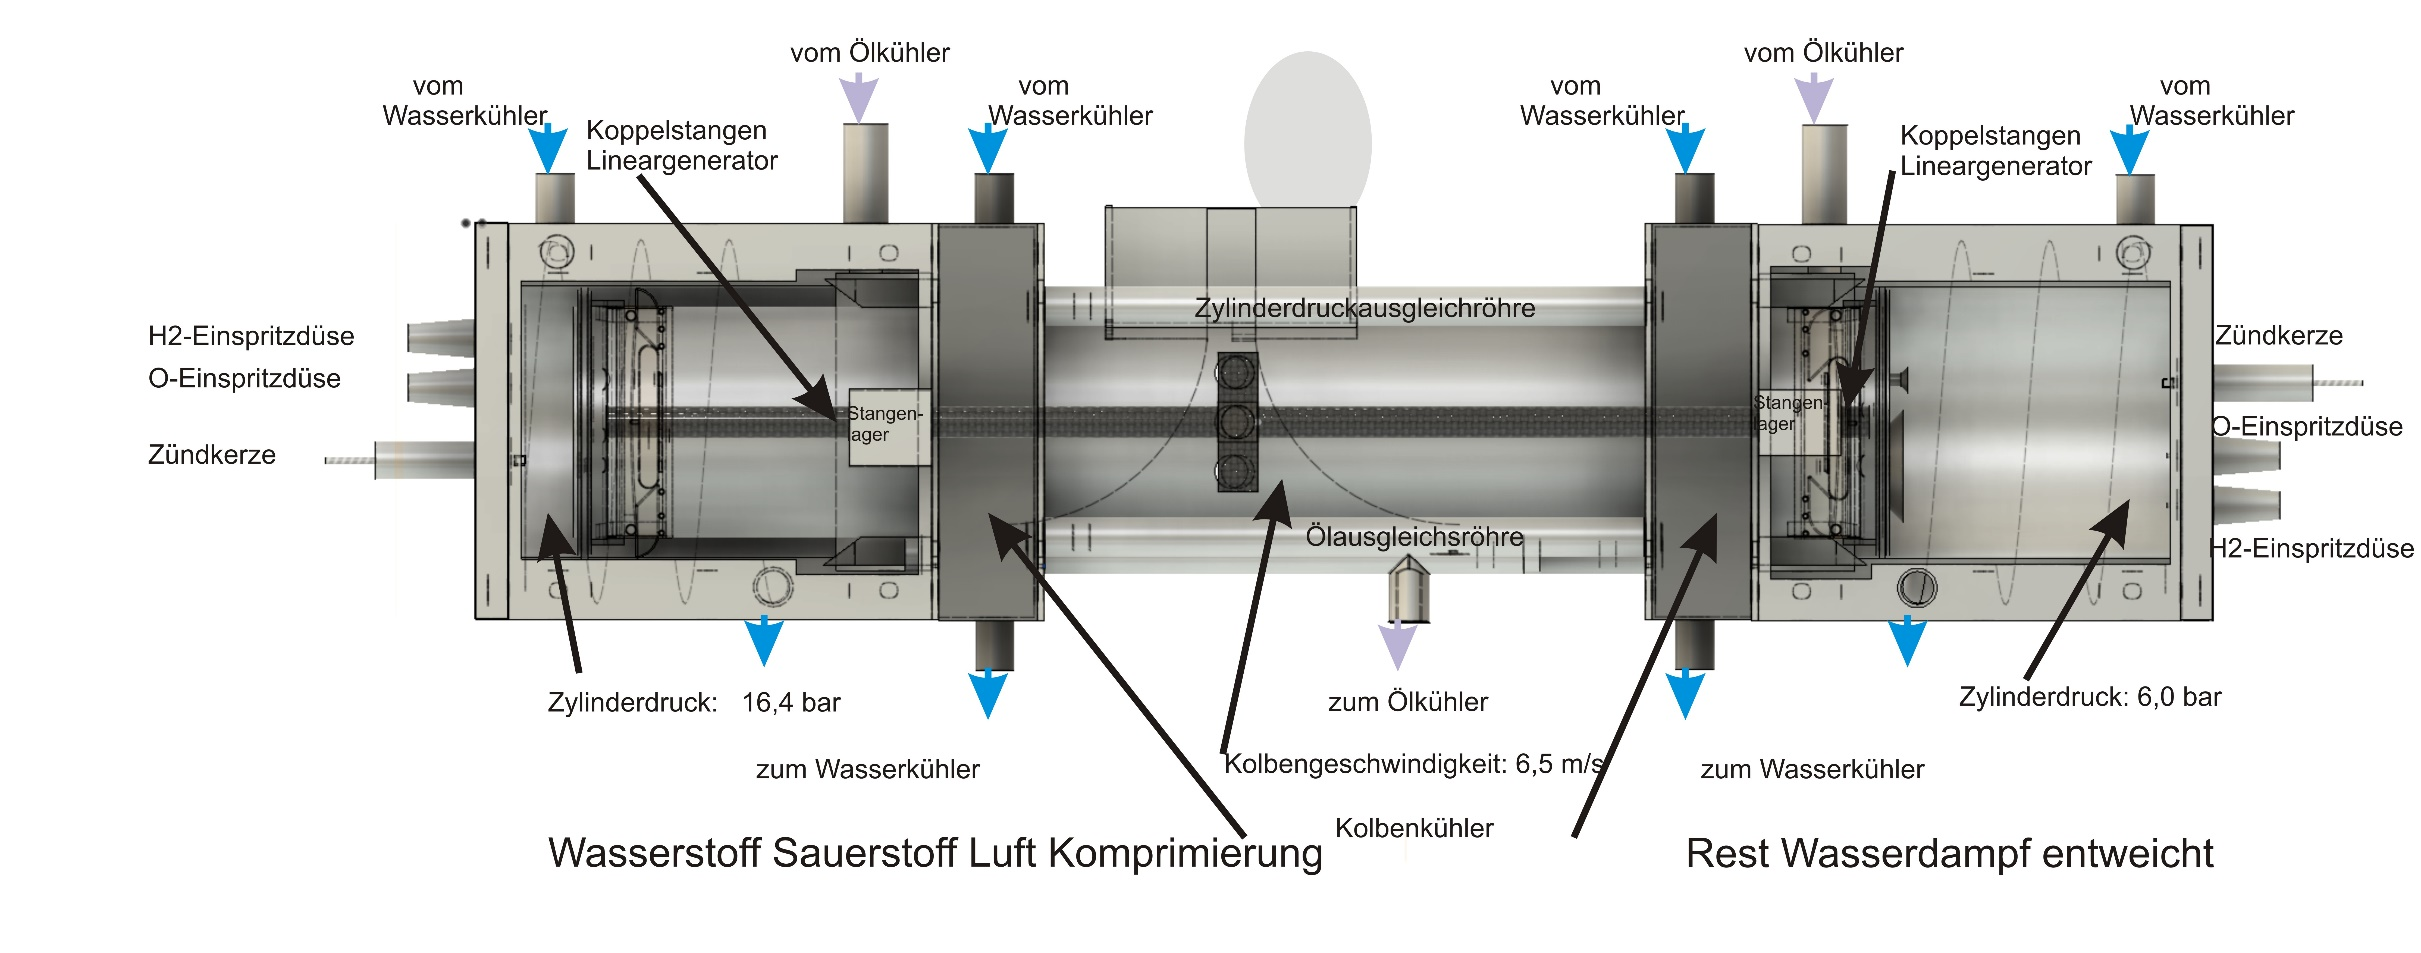 vom Ölkühler
vom Ölkühler
vom
Wasserkühler
vom
Wasserkühler
vom
Wasserkühler
vom
Wasserkühler
Koppelstangen
Lineargenerator
Koppelstangen
Lineargenerator
Zylinderdruckausgleichröhre
H2-Einspritzdüse
O-Einspritzdüse
Zündkerze
Zündkerze
O-Einspritzdüse
H2-Einspritzdüse
Stangen-
lager
Stangen-
lager
Ölausgleichsröhre
Zylinderdruck: 16,4 bar
zum Ölkühler
Zylinderdruck: 6,0 bar
zum Wasserkühler
Kolbengeschwindigkeit: 6,5 m/s
zum Wasserkühler
Kolbenkühler
Wasserstoff Sauerstoff Luft Komprimierung
Rest Wasserdampf entweicht